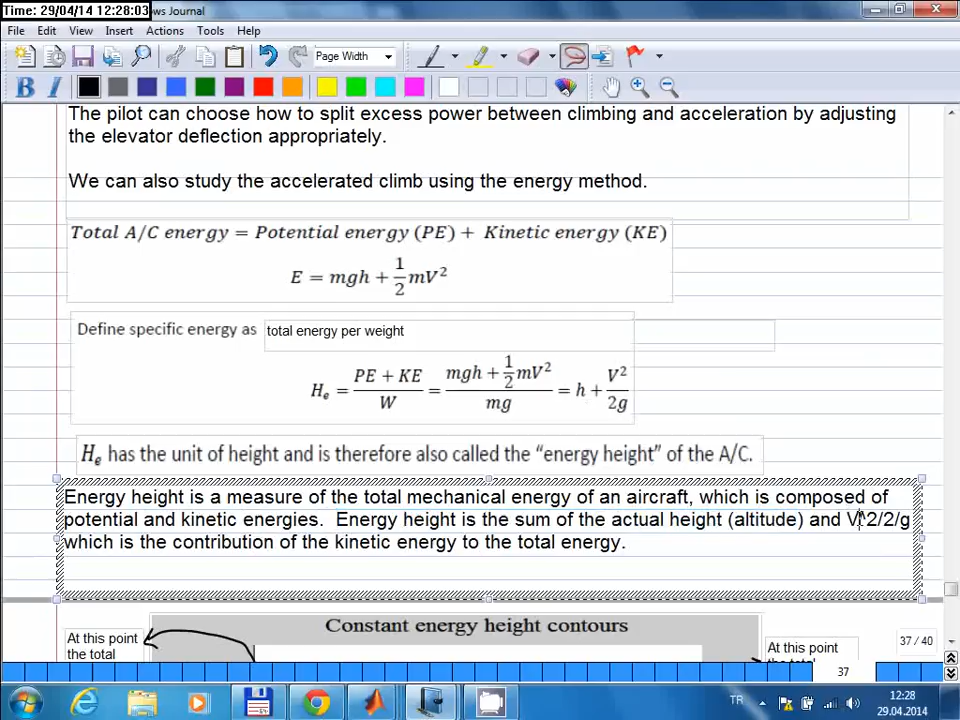 Time: 29/04/14 12:28:03
ws Journal
File Edit View Insert Actions Tools Help
Page Width
B I
The pilot can choose how to split excess power between climbing and acceleration by adjusting
the elevator deflection appropriately.
We can also study the accelerated climb using the energy method.
Total A/C energy = Potential energy (PE) + Kinetic energy (KE)
E = mgh + 1/2 mV²
Define specific energy as total energy per weight
Hₑ = (PE + KE)/W = (mgh + 1/2 mV²)/mg = h + V²/2g
Hₑ has the unit of height and is therefore also called the “energy height” of the A/C.
Energy height is a measure of the total mechanical energy of an aircraft, which is composed of
potential and kinetic energies. Energy height is the sum of the actual height (altitude) and V^2/2/g
which is the contribution of the kinetic energy to the total energy.
Constant energy height contours
At this point
the total
At this point
37 / 40
37
TR
12:28
29.04.2014